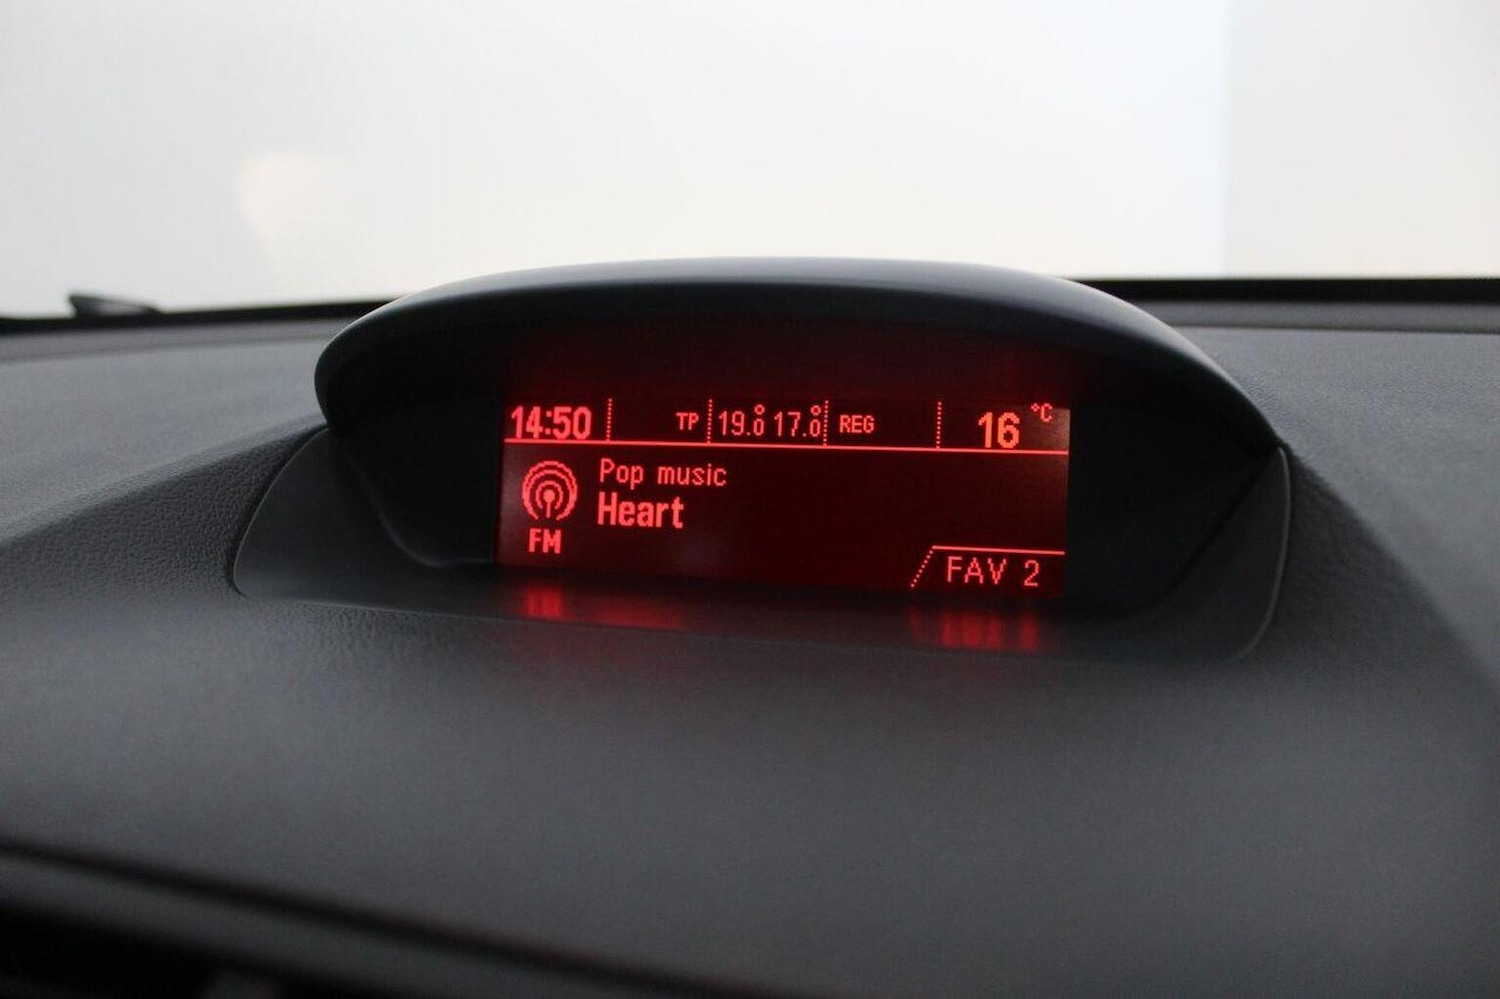 14:50 TP 19.0° 17.0° REG 16 °C
Pop music
Heart
FM
FAV 2